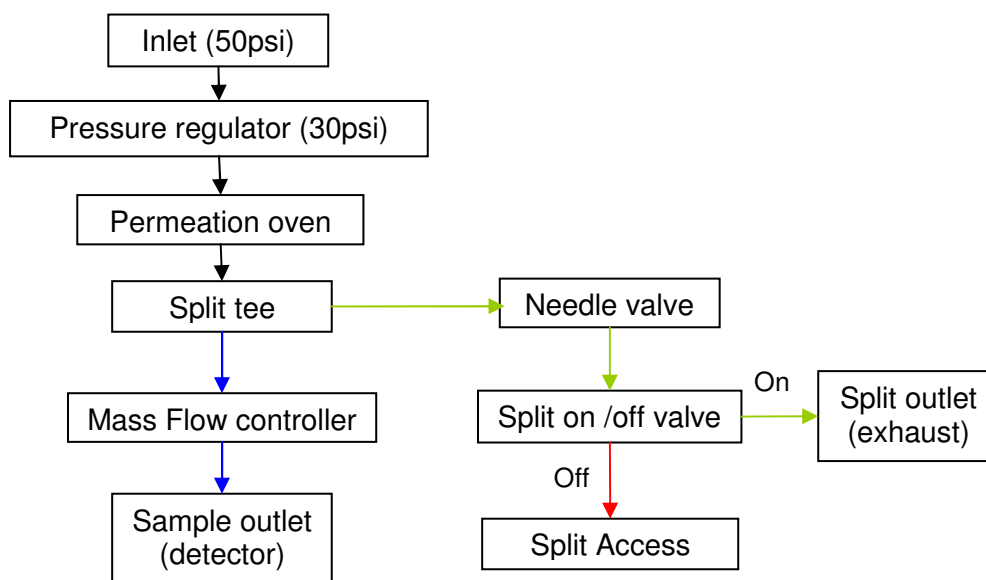 Inlet (50psi)
Pressure regulator (30psi)
Permeation oven
Split tee
Needle valve
Mass Flow controller
Split on /off valve
On
Split outlet
(exhaust)
Off
Sample outlet
(detector)
Split Access